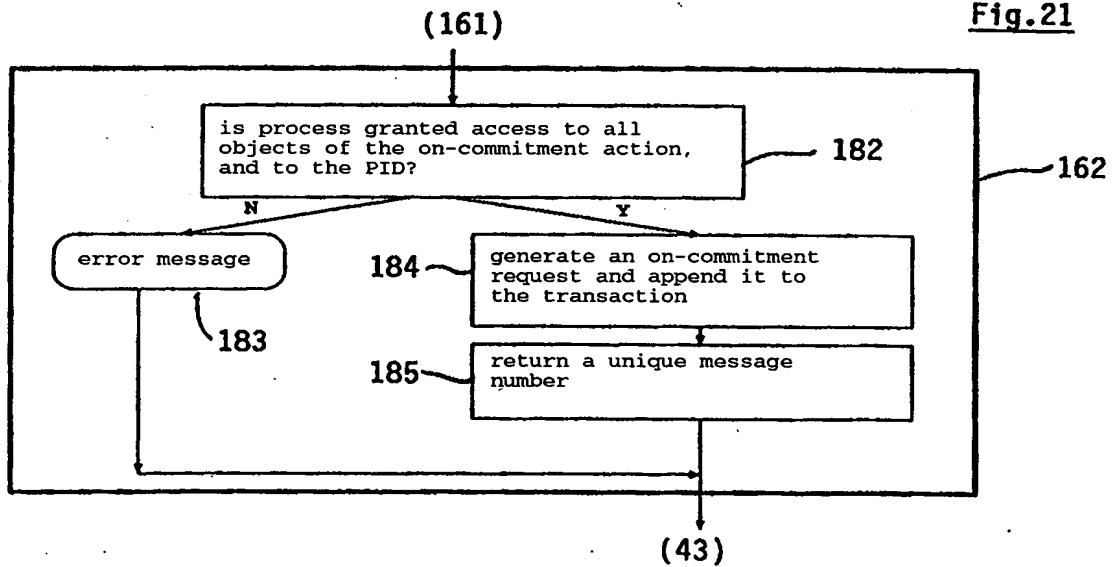 Fig.21
(161)
is process granted access to all
objects of the on-commitment action,
and to the PID?
182
162
N
Y
error message
183
184
generate an on-commitment
request and append it to
the transaction
185
return a unique message
number
(43)